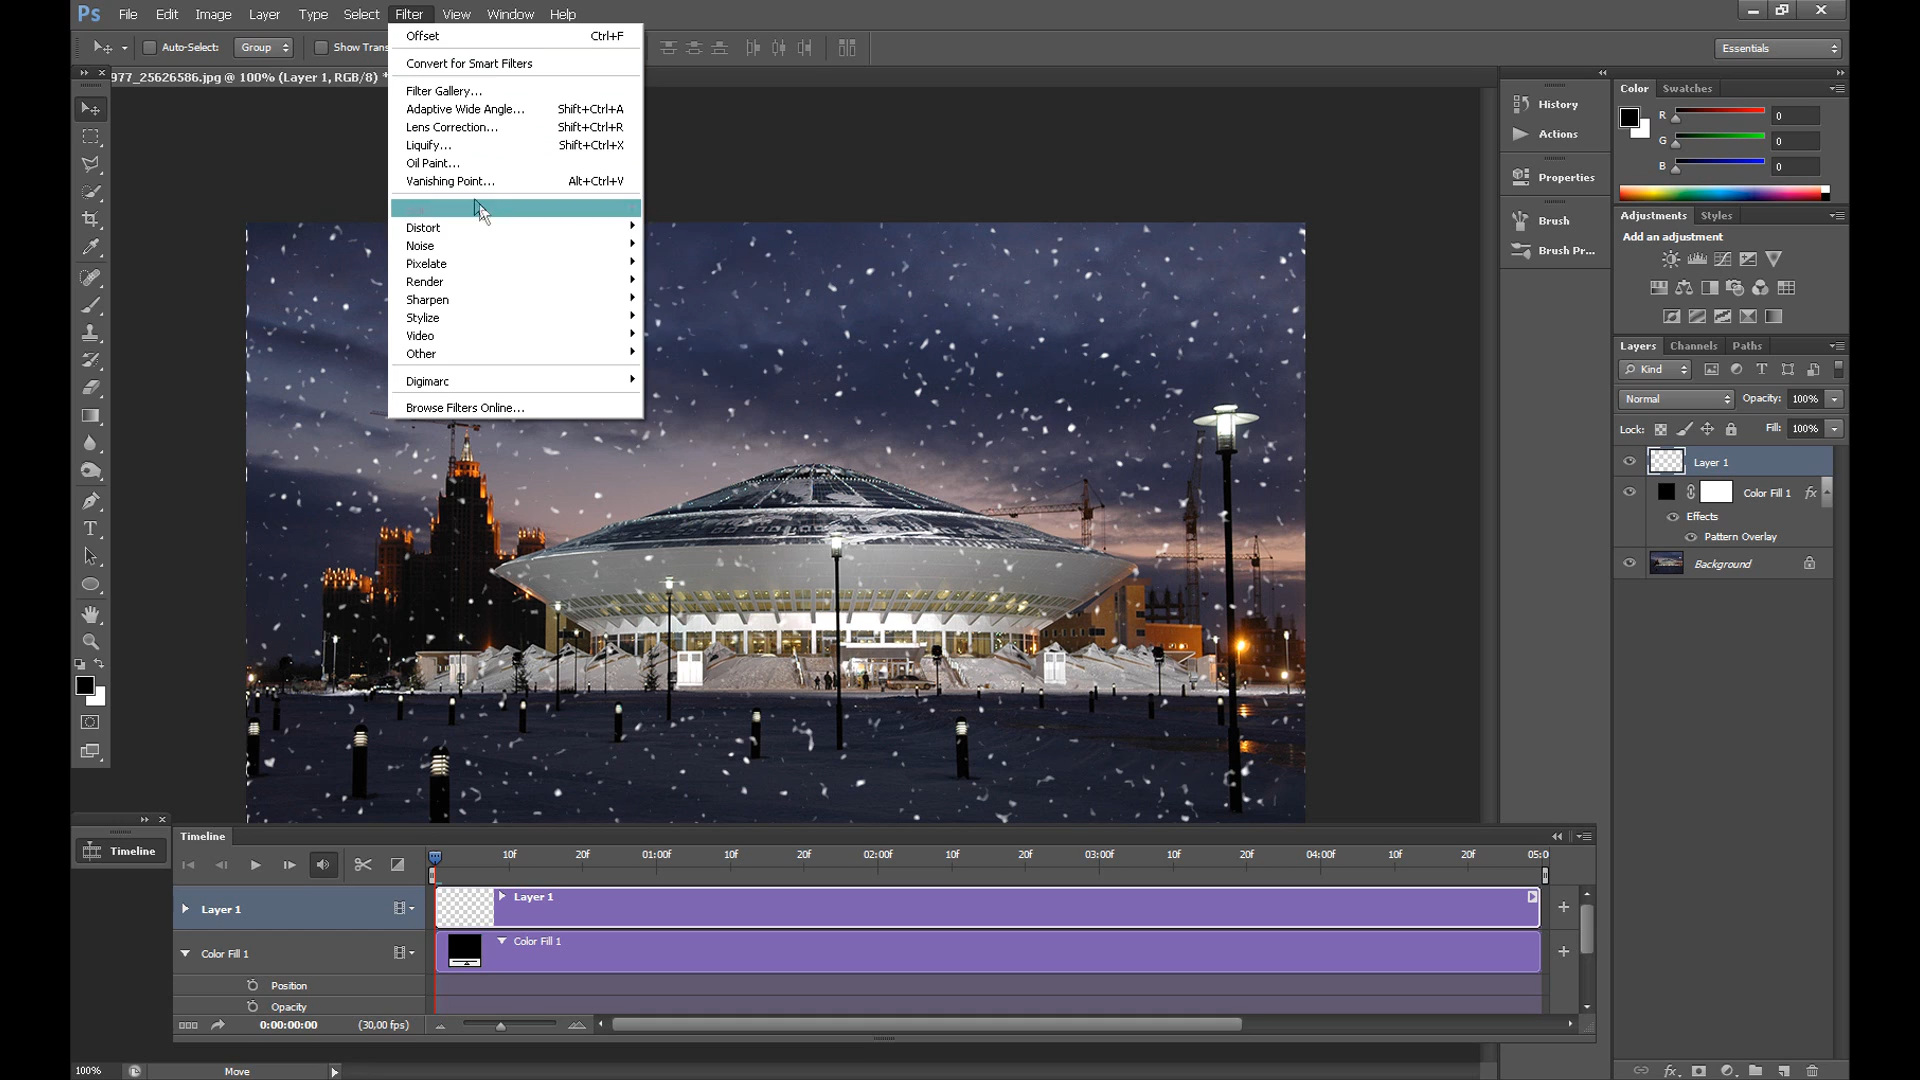 Ps File Edit Image Layer Type Select Filter View Window Help
Auto-Select: Group Show Trans
Essentials
977_25626586.jpg @ 100% (Layer 1, RGB/8) *
Offset Ctrl+F
Convert for Smart Filters
Filter Gallery...
Adaptive Wide Angle... Shift+Ctrl+A
Lens Correction... Shift+Ctrl+R
Liquify... Shift+Ctrl+X
Oil Paint...
Vanishing Point... Alt+Ctrl+V
Distort
Noise
Pixelate
Render
Sharpen
Stylize
Video
Other
Digimarc
Browse Filters Online...
History
Actions
Properties
Brush
Brush Pr...
Color Swatches
R 0
G 0
B 0
Adjustments Styles
Add an adjustment
Layers Channels Paths
Kind
Normal Opacity: 100%
Lock: Fill: 100%
Layer 1
Color Fill 1 fx
Effects
Pattern Overlay
Background
Timeline
Timeline
10f 20f 01:00f 10f 20f 02:00f 10f 20f 03:00f 10f 20f 04:00f 10f 20f 05:0
Layer 1 Layer 1
Color Fill 1 Color Fill 1
Position
Opacity
0:00:00:00 (30,00 fps)
100% Move
fx